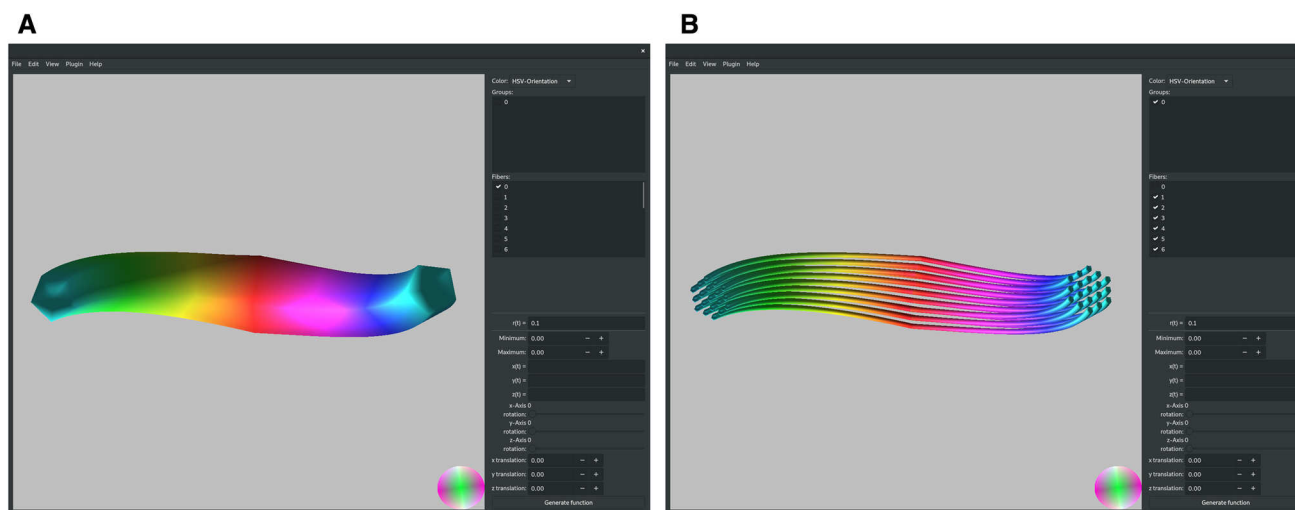 A
File Edit View Plugin Help
Color: HSV-Orientation
Groups:
0
Fibers:
0
1
2
3
4
5
6
r(t) = 0.1
Minimum: 0.00 − +
Maximum: 0.00 − +
x(t) =
y(t) =
z(t) =
x-Axis 0
rotation:
y-Axis 0
rotation:
z-Axis 0
rotation:
x translation: 0.00 − +
y translation: 0.00 − +
z translation: 0.00 − +
Generate function
B
File Edit View Plugin Help
Color: HSV-Orientation
Groups:
0
Fibers:
0
1
2
3
4
5
6
r(t) = 0.1
Minimum: 0.00 − +
Maximum: 0.00 − +
x(t) =
y(t) =
z(t) =
x-Axis 0
rotation:
y-Axis 0
rotation:
z-Axis 0
rotation:
x translation: 0.00 − +
y translation: 0.00 − +
z translation: 0.00 − +
Generate function